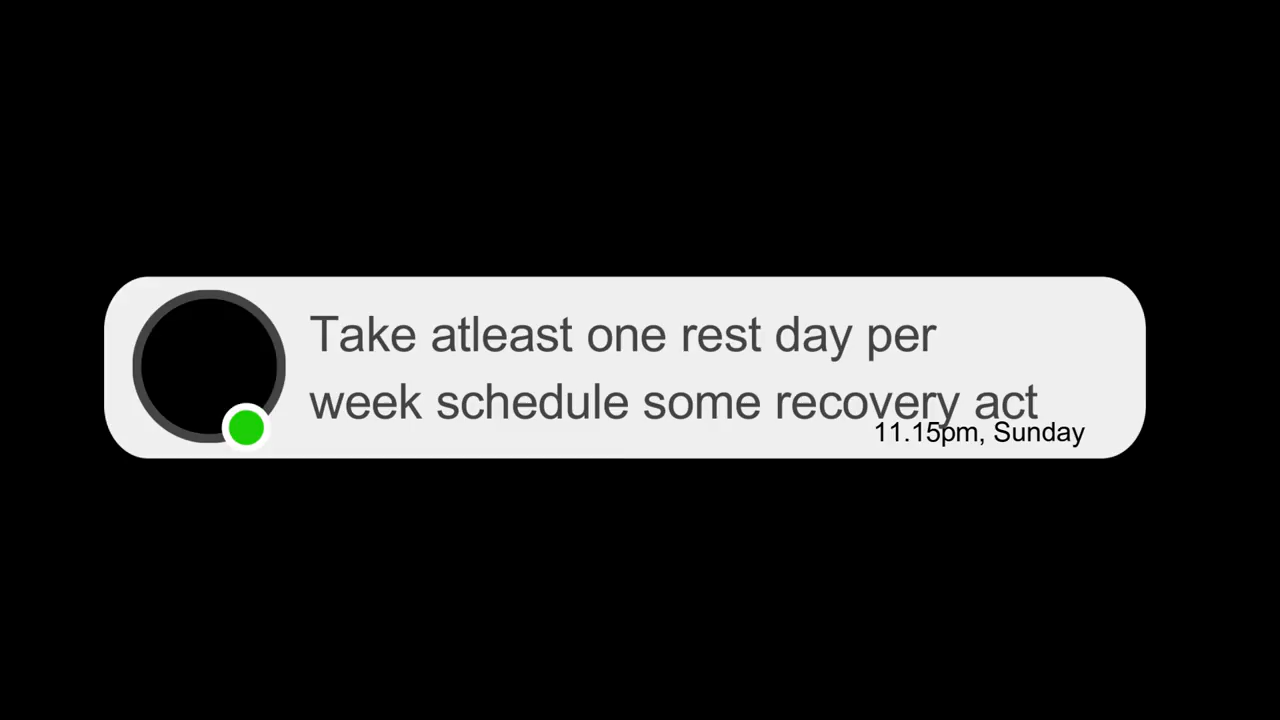 Take atleast one rest day per
week schedule some recovery act
11.15pm, Sunday